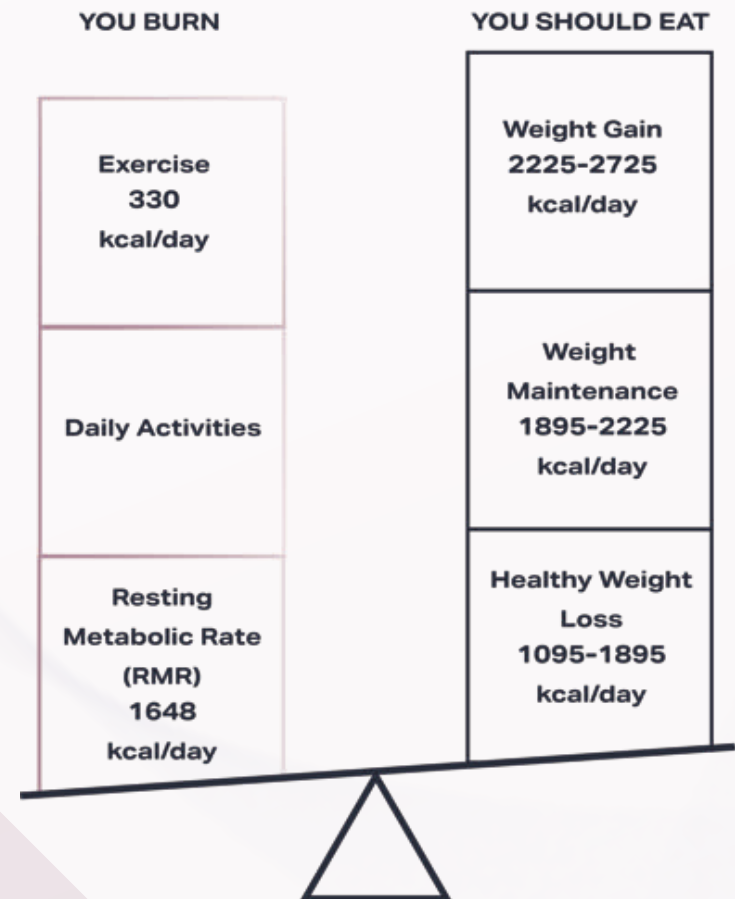 YOU BURN
Exercise
330
kcal/day
Daily Activities
Resting
Metabolic Rate
(RMR)
1648
kcal/day
YOU SHOULD EAT
Weight Gain
2225-2725
kcal/day
Weight
Maintenance
1895-2225
kcal/day
Healthy Weight
Loss
1095-1895
kcal/day